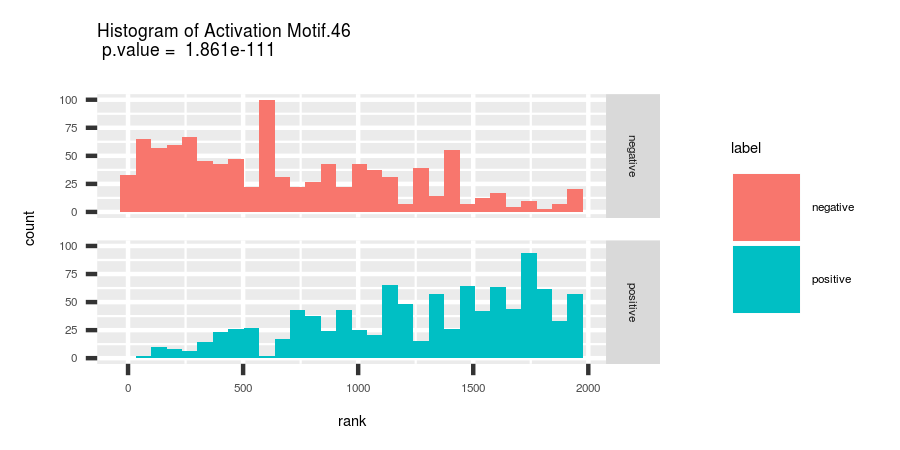 Histogram of Activation Motif.46
p.value = 1.861e-111
count
100
75
50
25
0
negative
100
75
50
25
0
positive
0 500 1000 1500 2000
rank
label
negative
positive